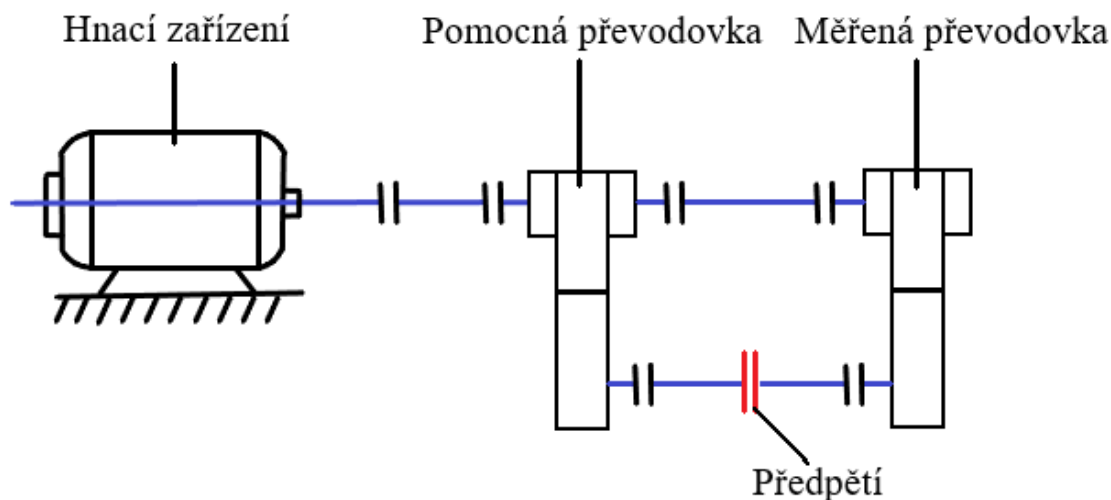 Hnací zařízení
Pomocná převodovka
Měřená převodovka
Předpětí